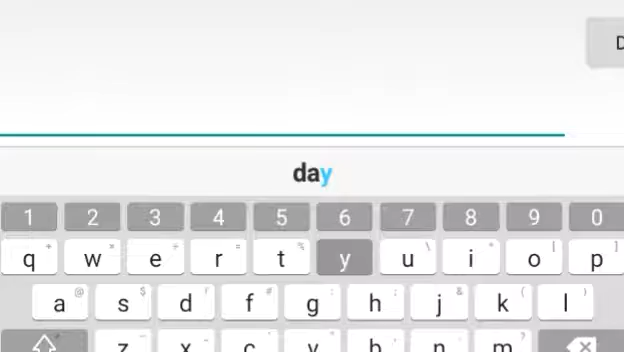 D
day
1 2 3 4 5 6 7 8 9 0
q w e r t y u i o p
a s d f g h j k l
z x c v b n m